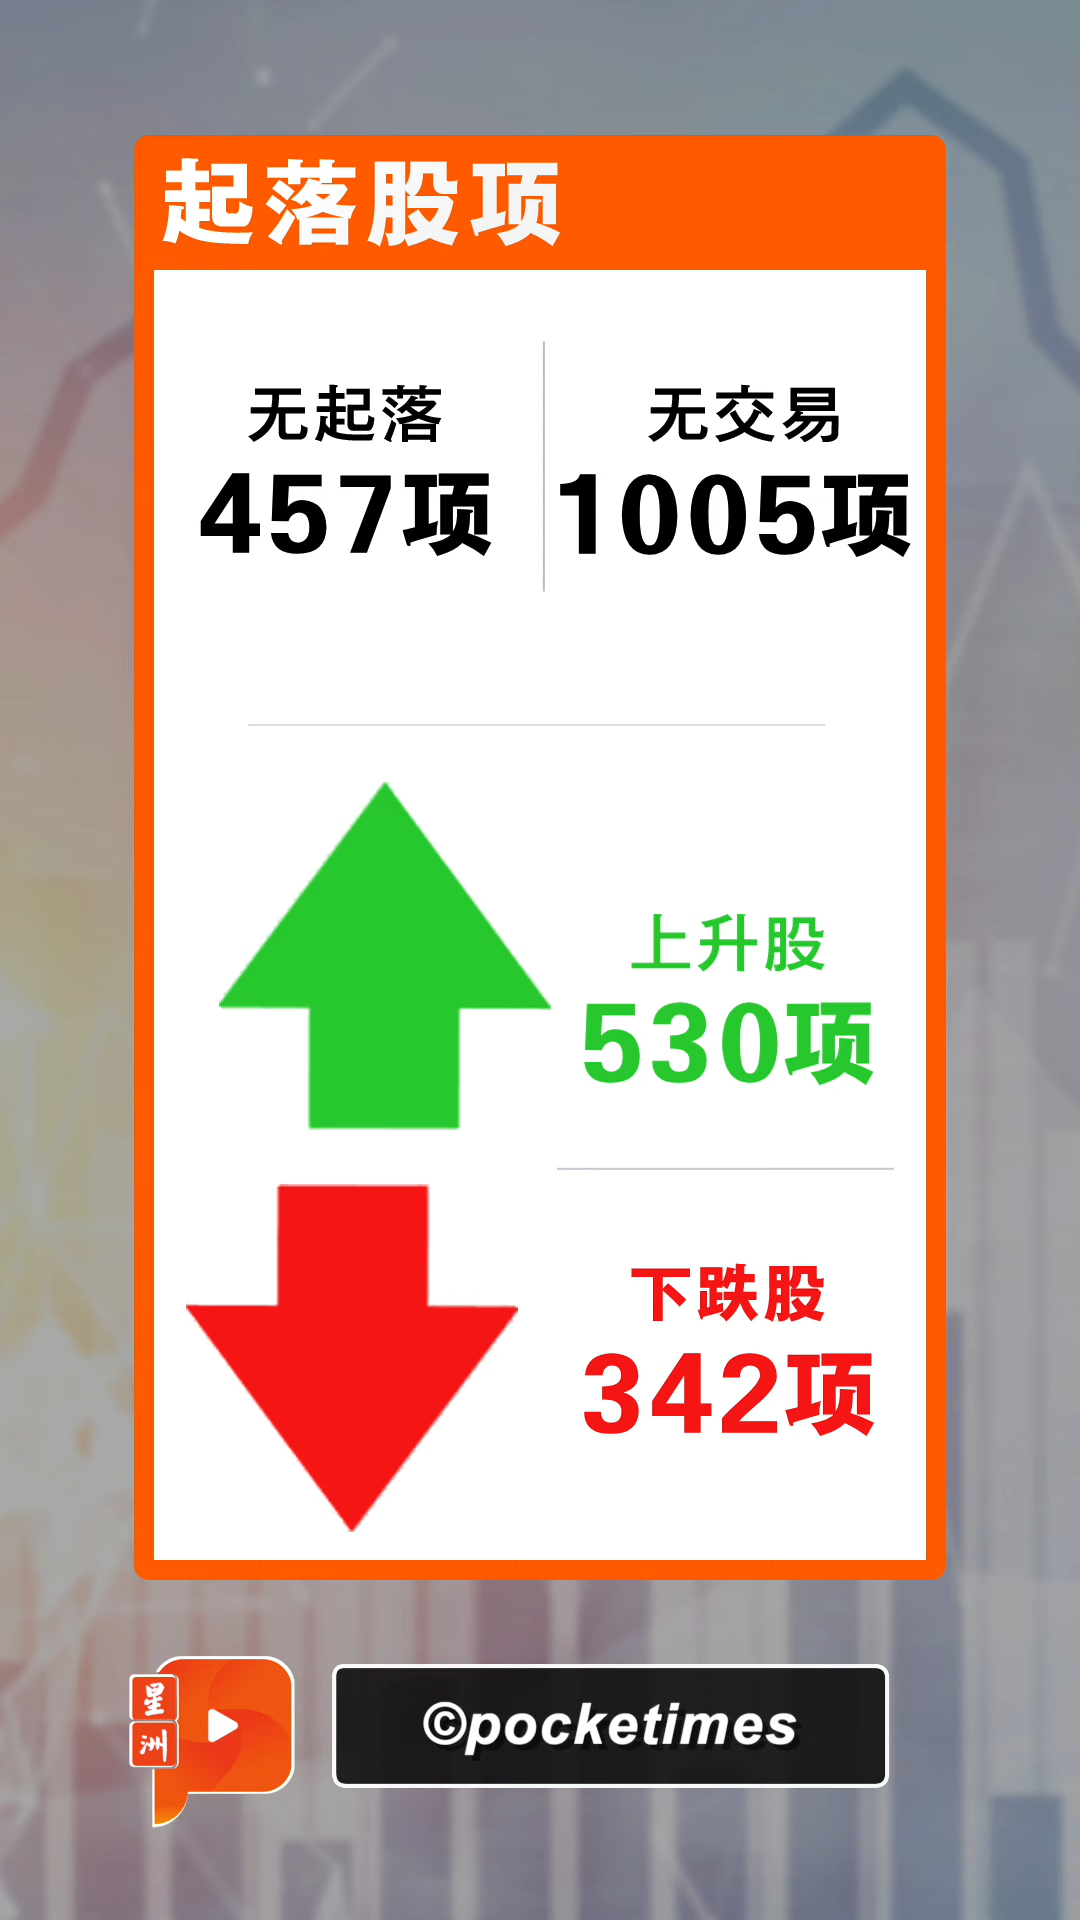 起落股项
无起落
457项
无交易
1005项
上升股
530项
下跌股
342项
星洲
©pocketimes